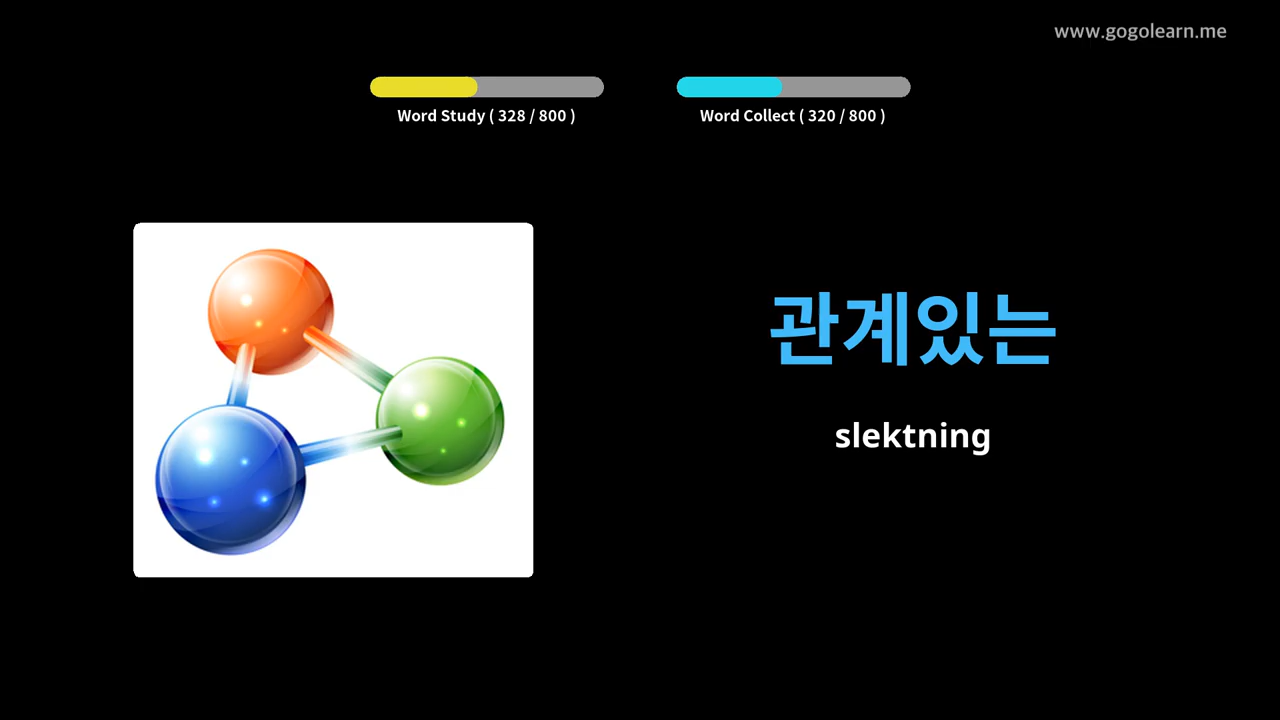 www.gogolearn.me
Word Study ( 328 / 800 )
Word Collect ( 320 / 800 )
관계있는
slektning